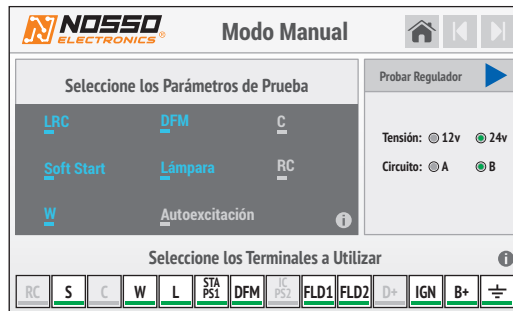 NOSSO ELECTRONICS®
Modo Manual
Seleccione los Parámetros de Prueba
LRC DFM C
Soft Start Lámpara RC
W Autoexcitación
i
Probar Regulador
Tensión: 12v 24v
Circuito: A B
Seleccione los Terminales a Utilizar i
RC S C W L STA PS1 DFM IC PS2 FLD1 FLD2 D+ IGN B+